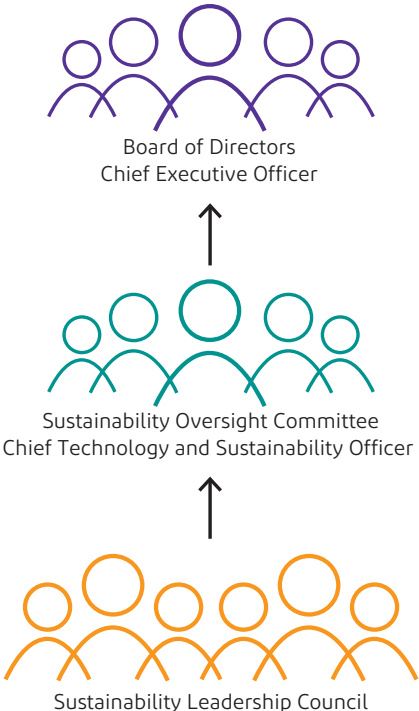 Board of Directors
Chief Executive Officer
Sustainability Oversight Committee
Chief Technology and Sustainability Officer
Sustainability Leadership Council